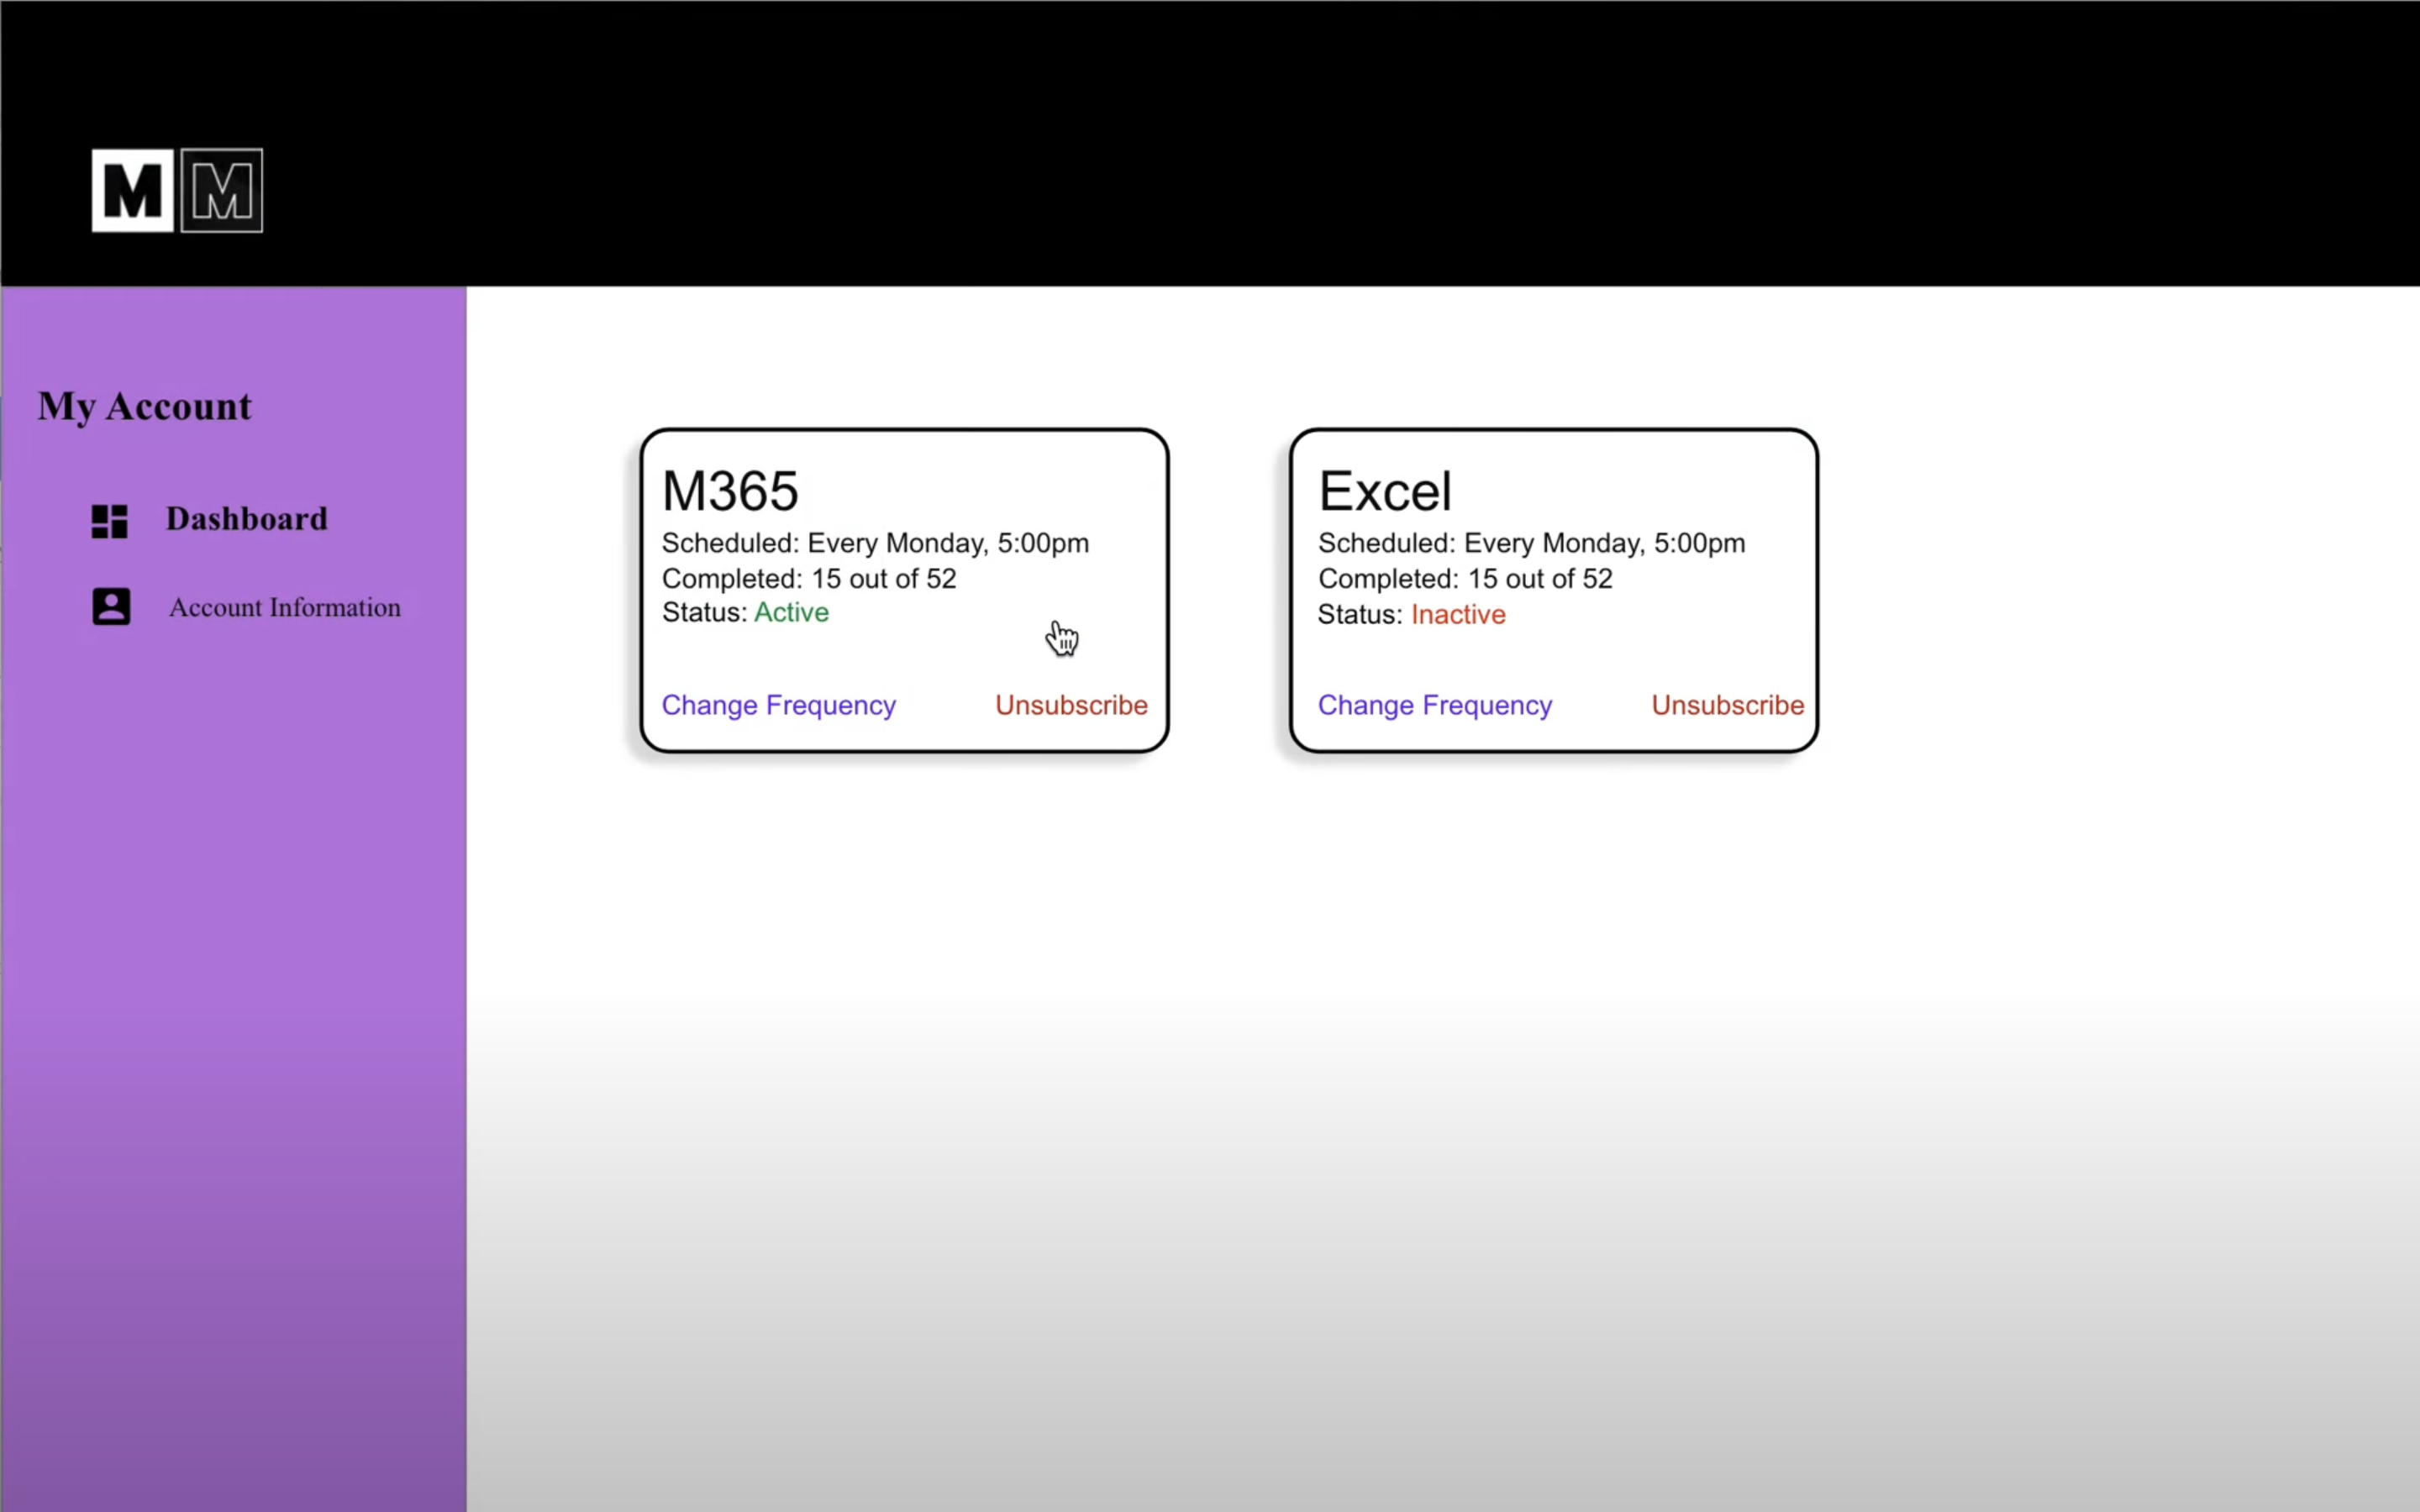 M M
My Account
Dashboard
Account Information
M365
Scheduled: Every Monday, 5:00pm
Completed: 15 out of 52
Status: Active
Change Frequency Unsubscribe
Excel
Scheduled: Every Monday, 5:00pm
Completed: 15 out of 52
Status: Inactive
Change Frequency Unsubscribe